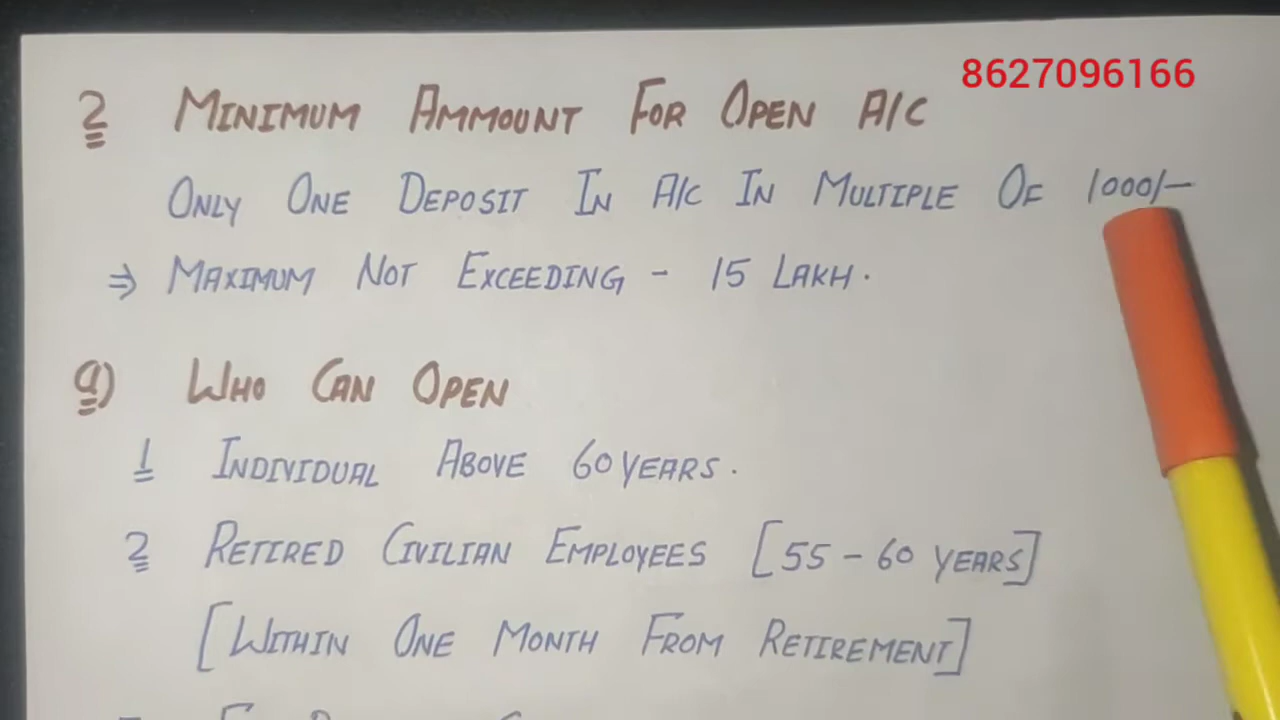 8627096166
2 MINIMUM AMMOUNT FOR OPEN A/C
ONLY ONE DEPOSIT IN A/C IN MULTIPLE OF 1000/-
⇒ MAXIMUM NOT EXCEEDING - 15 LAKH.
a) WHO CAN OPEN
1 INDIVIDUAL ABOVE 60 YEARS.
2 RETIRED CIVILIAN EMPLOYEES [55 - 60 YEARS]
[WITHIN ONE MONTH FROM RETIREMENT]